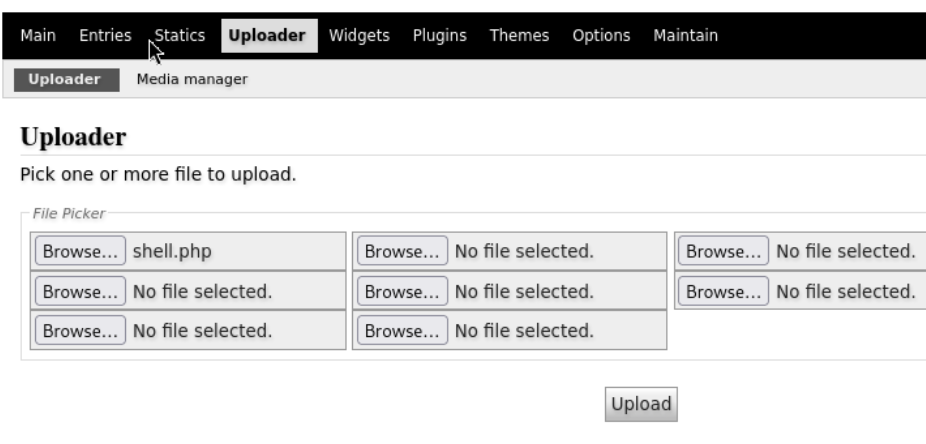 Main Entries Statics Uploader Widgets Plugins Themes Options Maintain
Uploader Media manager
Uploader
Pick one or more file to upload.
File Picker
Browse... shell.php Browse... No file selected. Browse... No file selected.
Browse... No file selected. Browse... No file selected. Browse... No file selected.
Browse... No file selected. Browse... No file selected.
Upload